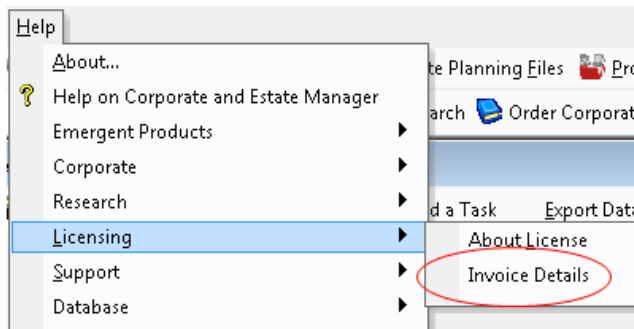 Help
About...
te Planning Files
Help on Corporate and Estate Manager
arch Order Corporat
Emergent Products
Corporate
Research
d a Task Export Data
Licensing
About License
Support
Invoice Details
Database